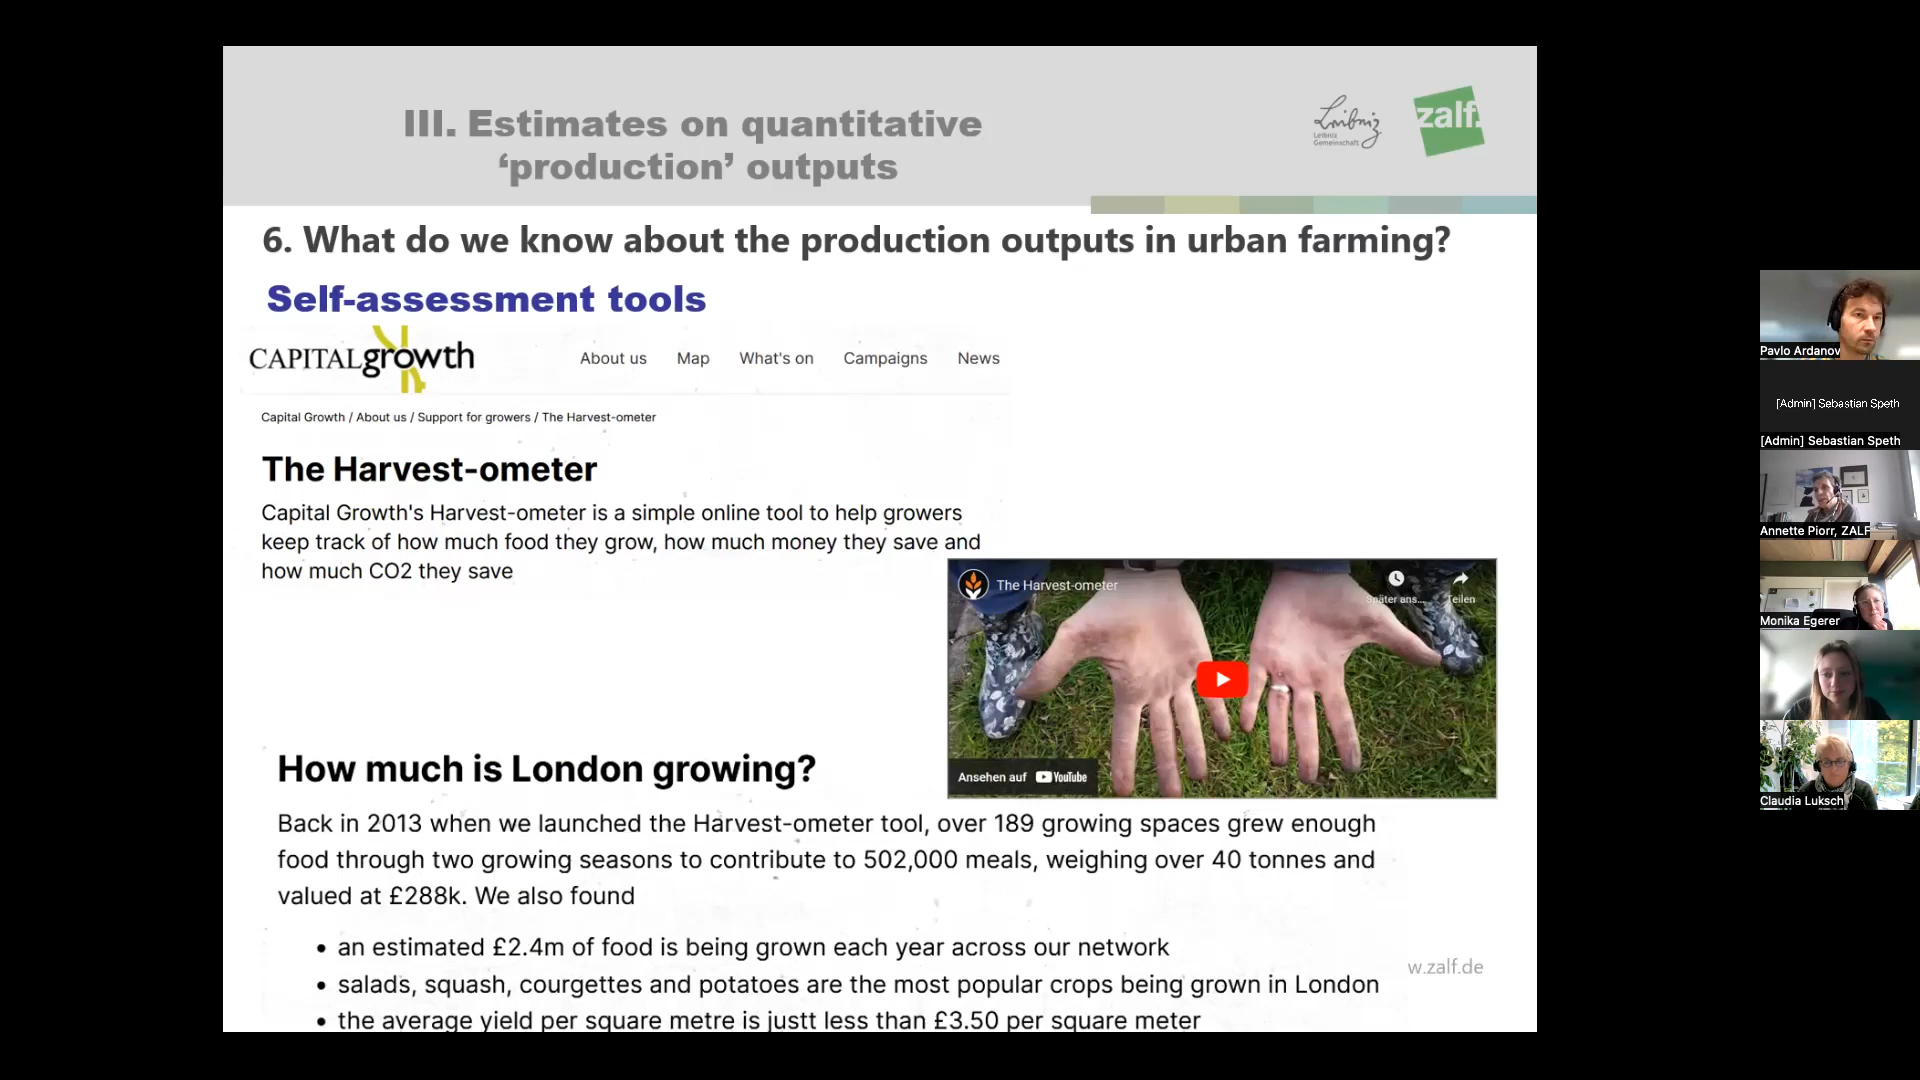 III. Estimates on quantitative
‘production’ outputs
Leibniz
Leibniz
Gemeinschaft
zalf.
6. What do we know about the production outputs in urban farming?
Self-assessment tools
CAPITALgrowth
About us
Map
What's on
Campaigns
News
Capital Growth / About us / Support for growers / The Harvest-ometer
The Harvest-ometer
Capital Growth's Harvest-ometer is a simple online tool to help growers
keep track of how much food they grow, how much money they save and
how much CO2 they save
The Harvest-ometer
Später ans...
Teilen
Ansehen auf YouTube
How much is London growing?
Back in 2013 when we launched the Harvest-ometer tool, over 189 growing spaces grew enough
food through two growing seasons to contribute to 502,000 meals, weighing over 40 tonnes and
valued at £288k. We also found
• an estimated £2.4m of food is being grown each year across our network
• salads, squash, courgettes and potatoes are the most popular crops being grown in London
• the average yield per square metre is justt less than £3.50 per square meter
w.zalf.de
Pavlo Ardanov
[Admin] Sebastian Speth
[Admin] Sebastian Speth
Annette Piorr, ZALF
Monika Egerer
Claudia Luksch